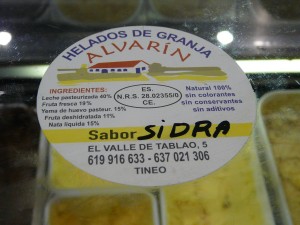 HELADOS DE GRANJA
ALVARÍN
INGREDIENTES:
Leche pasteurizada 40%
Fruta fresca 19%
Yema de huevo pasteur. 15%
Fruta deshidratada 11%
Nata líquida 15%
ES.
N.R.S. 28.02355/0
CE.
Natural 100%
sin colorantes
sin conservantes
sin aditivos
Sabor SIDRA
EL VALLE DE TABLAO, 5
619 916 633 - 637 021 306
TINEO